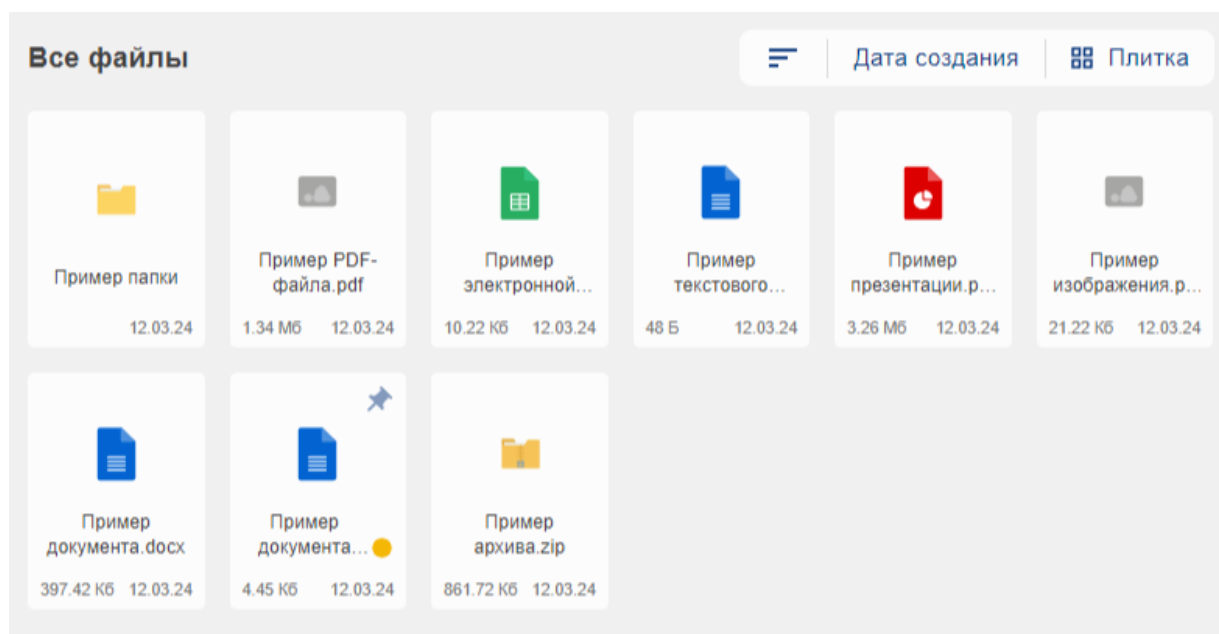 Все файлы
Дата создания
Плитка
Пример папки
12.03.24
Пример PDF-
файла.pdf
1.34 Мб 12.03.24
Пример
электронной...
10.22 Кб 12.03.24
Пример
текстового...
48 Б 12.03.24
Пример
презентации.p...
3.26 Мб 12.03.24
Пример
изображения.p...
21.22 Кб 12.03.24
Пример
документа.docx
397.42 Кб 12.03.24
Пример
документа...
4.45 Кб 12.03.24
Пример
архива.zip
861.72 Кб 12.03.24